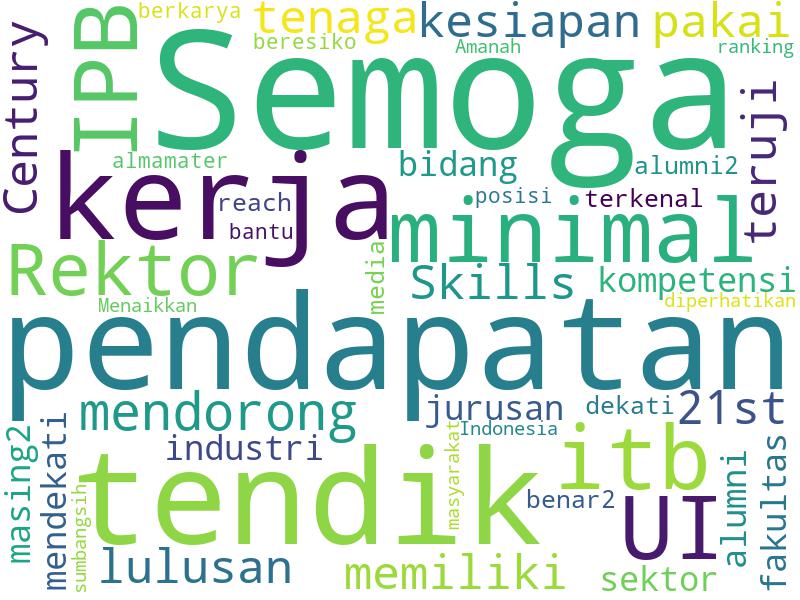 berkarya
tenaga
kesiapan
pakai
Century
IPB
Semoga
beresiko
Amanah
ranking
teruji
almamater
kerja
bidang
alumni2
reach
bantu
posisi
terkenal
minimal
Rektor
media
Skills
kompetensi
Menaikkan
diperhatikan
pendapatan
mendorong
jurusan
dekati
21st
masing2
mendekati
industri
masyarakat
Indonesia
itb
tendik
sumbangsih
benar2
UI
alumni
fakultas
lulusan
memiliki
sektor